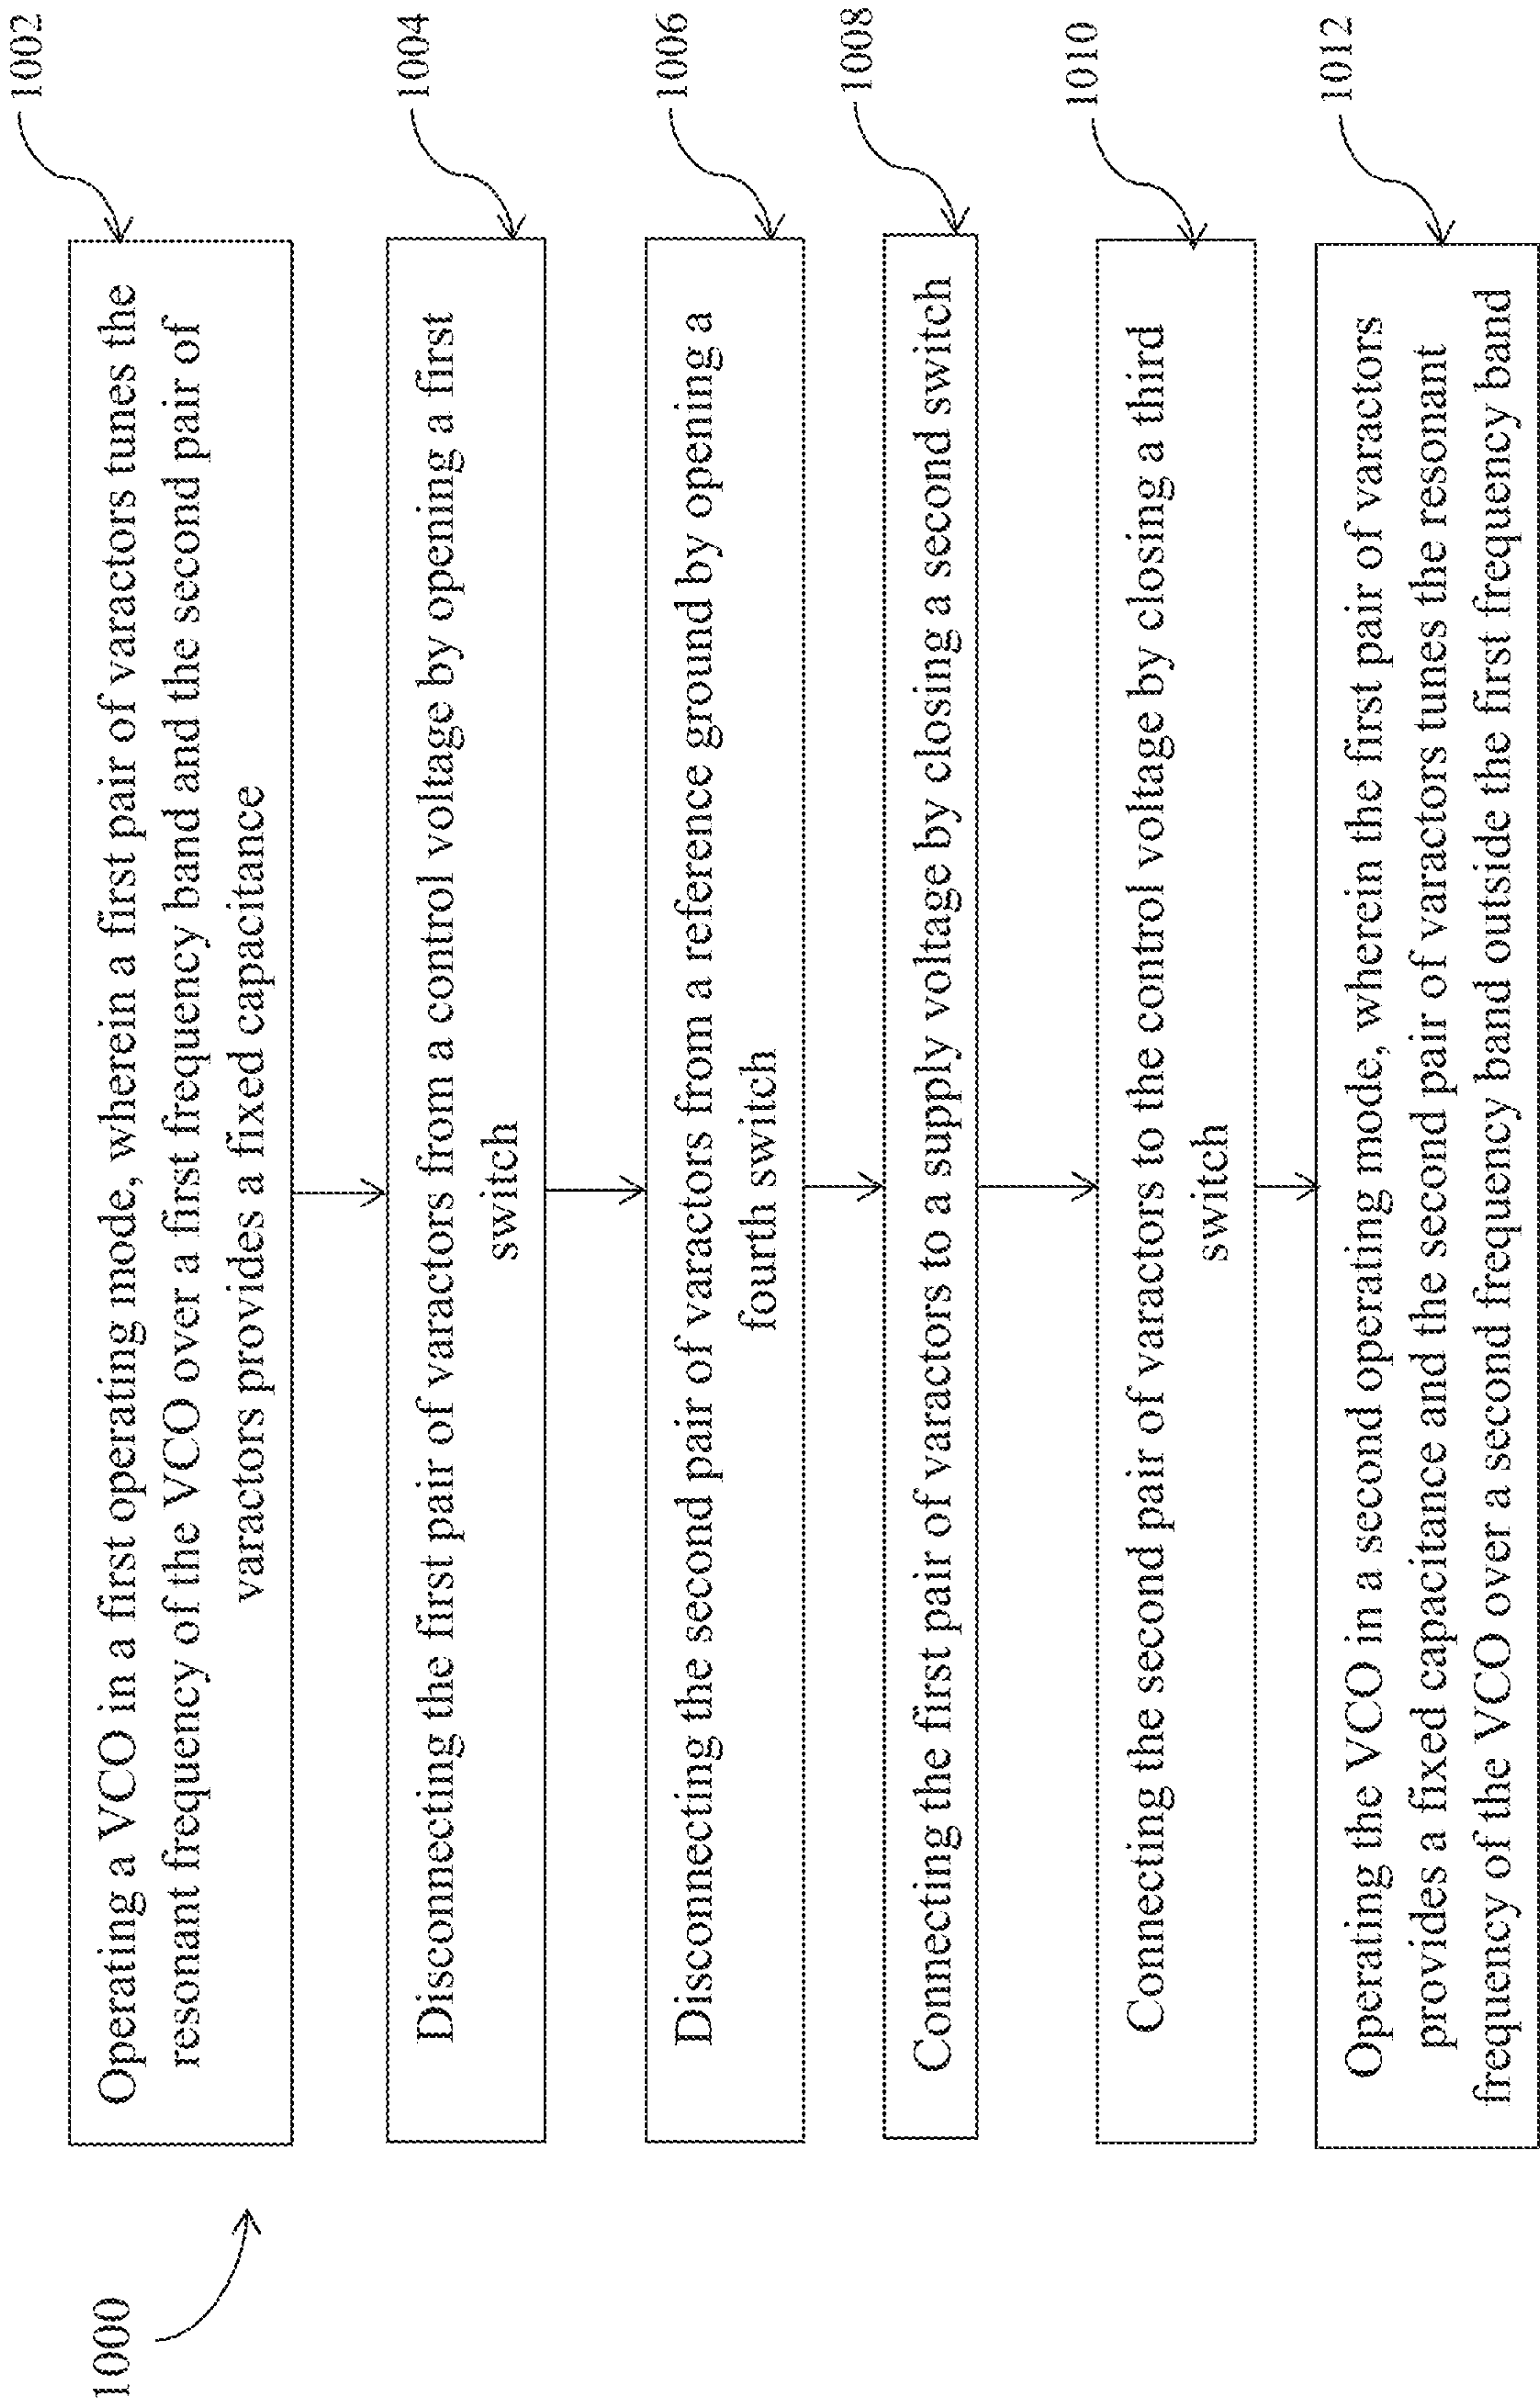 1000
Operating a VCO in a first operating mode, wherein a first pair of varactors tunes the
resonant frequency of the VCO over a first frequency band and the second pair of
varactors provides a fixed capacitance
1002
Disconnecting the first pair of varactors from a control voltage by opening a first
switch
1004
Disconnecting the second pair of varactors from a reference ground by opening a
fourth switch
1006
Connecting the first pair of varactors to a supply voltage by closing a second switch
1008
Connecting the second pair of varactors to the control voltage by closing a third
switch
1010
Operating the VCO in a second operating mode, wherein the first pair of varactors
provides a fixed capacitance and the second pair of varactors tunes the resonant
frequency of the VCO over a second frequency band outside the first frequency band
1012